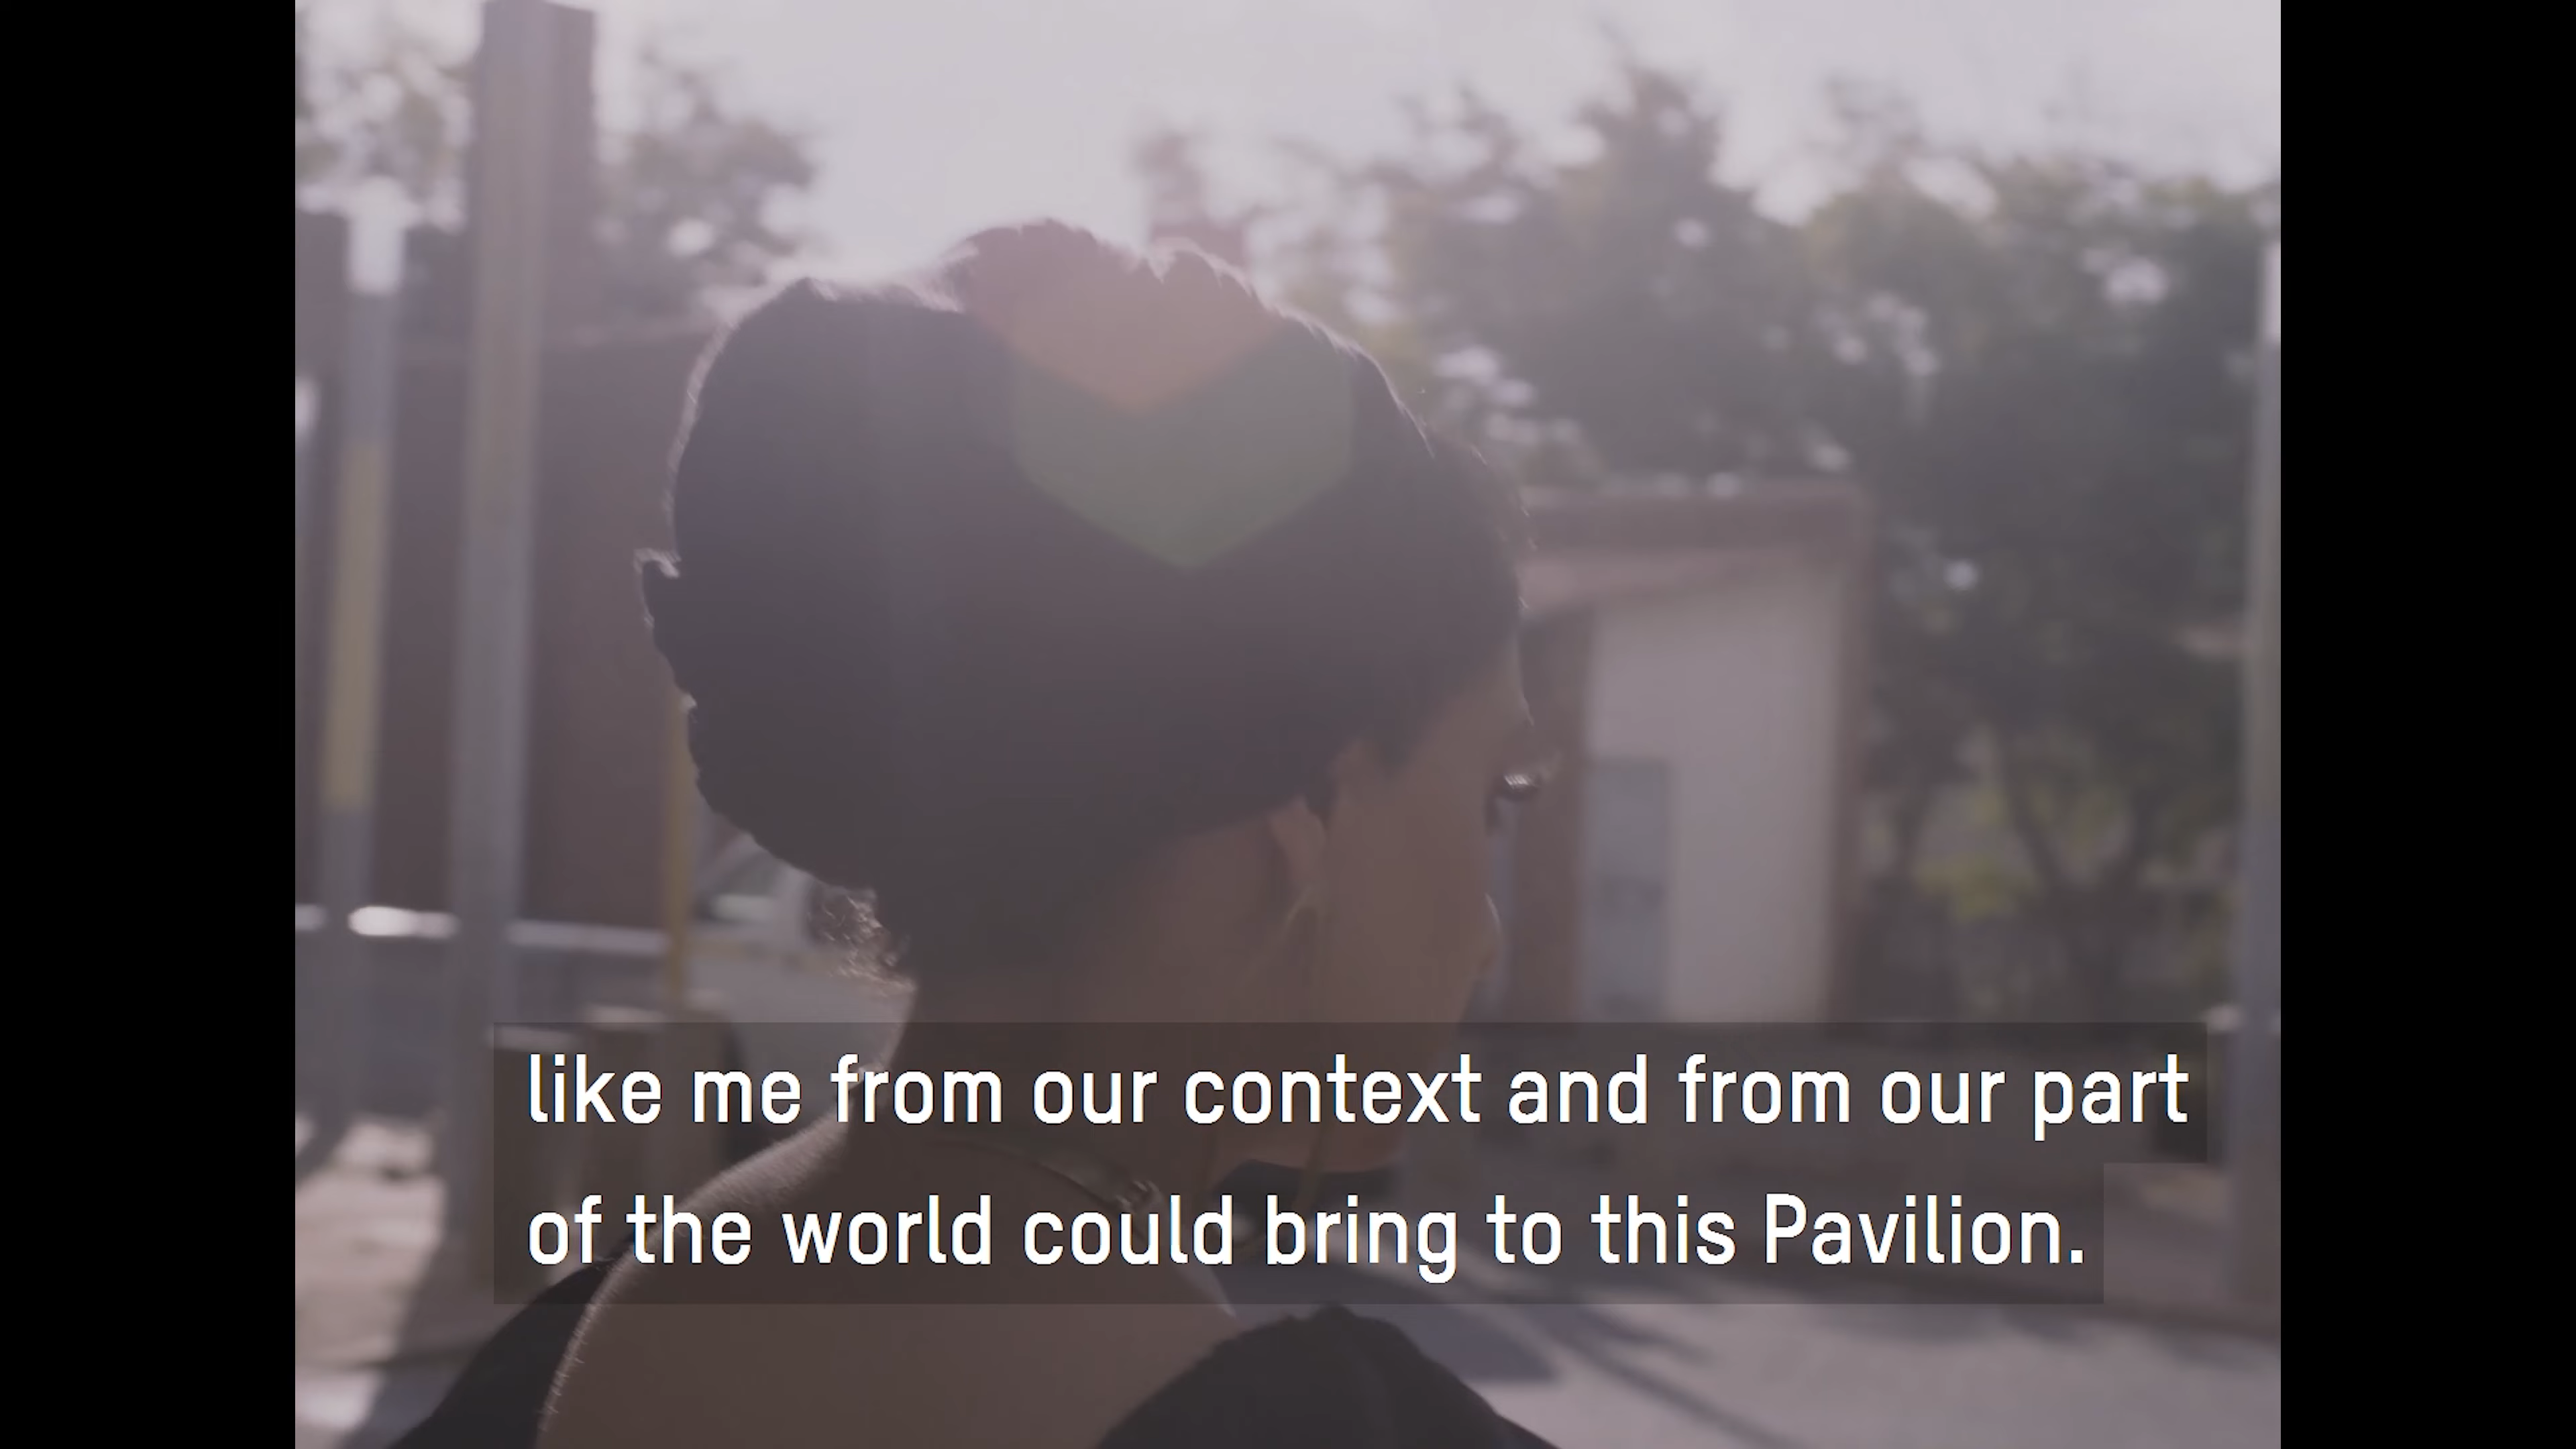 like me from our context and from our part
of the world could bring to this Pavilion.